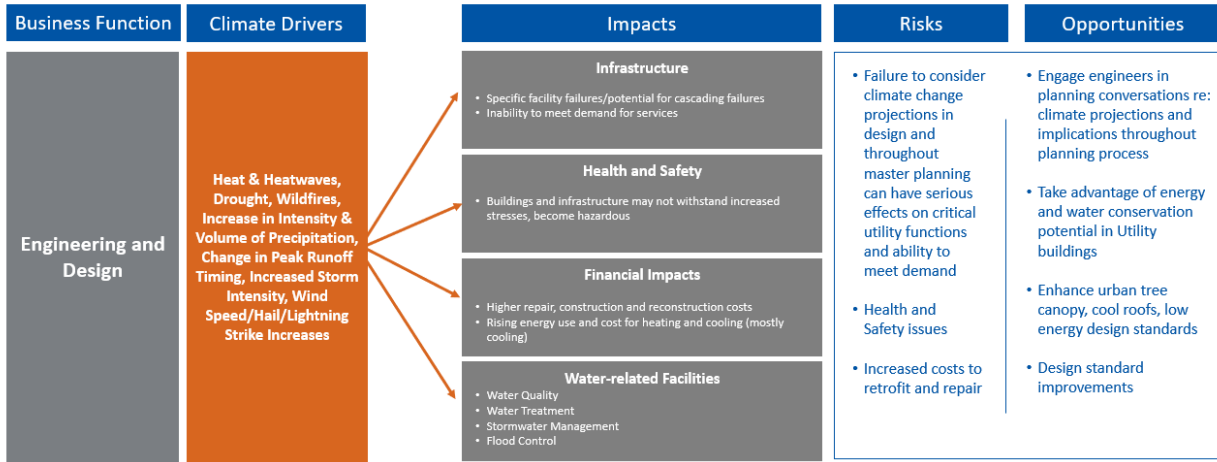 Business Function
Climate Drivers
Impacts
Risks
Opportunities
Engineering and
Design
Heat & Heatwaves,
Drought, Wildfires,
Increase in Intensity &
Volume of Precipitation,
Change in Peak Runoff
Timing, Increased Storm
Intensity, Wind
Speed/Hail/Lightning
Strike Increases
Infrastructure
• Specific facility failures/potential for cascading failures
• Inability to meet demand for services
Health and Safety
• Buildings and infrastructure may not withstand increased
stresses, become hazardous
Financial Impacts
• Higher repair, construction and reconstruction costs
• Rising energy use and cost for heating and cooling (mostly
cooling)
Water-related Facilities
• Water Quality
• Water Treatment
• Stormwater Management
• Flood Control
• Failure to consider
climate change
projections in
design and
throughout
master planning
can have serious
effects on critical
utility functions
and ability to
meet demand
• Health and
Safety issues
• Increased costs to
retrofit and repair
• Engage engineers in
planning conversations re:
climate projections and
implications throughout
planning process
• Take advantage of energy
and water conservation
potential in Utility
buildings
• Enhance urban tree
canopy, cool roofs, low
energy design standards
• Design standard
improvements